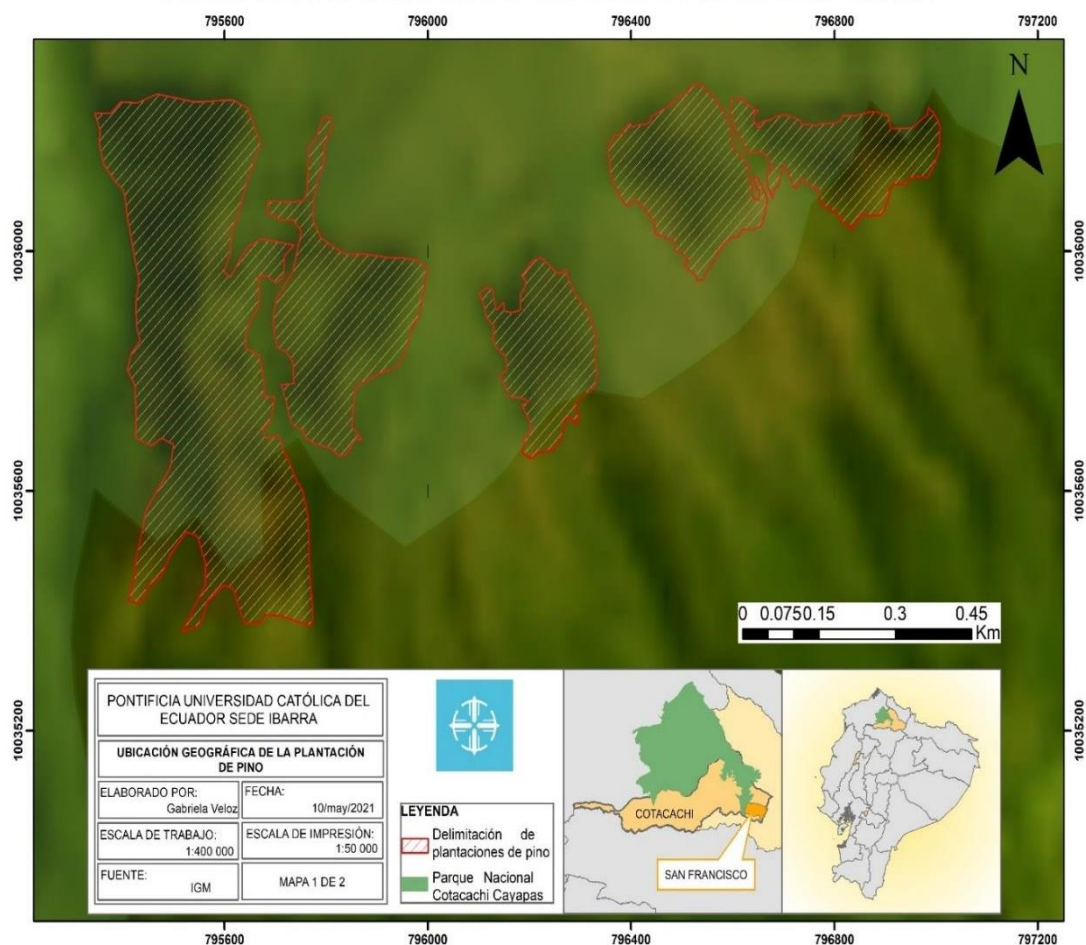 795600 796000 796400 796800 797200
N
10036000 10036000
10035600 10035600
0 0.075 0.15 0.3 0.45
Km
10035200 10035200
PONTIFICIA UNIVERSIDAD CATÓLICA DEL
ECUADOR SEDE IBARRA
UBICACIÓN GEOGRÁFICA DE LA PLANTACIÓN
DE PINO
ELABORADO POR:
Gabriela Veloz
FECHA:
10/may/2021
ESCALA DE TRABAJO:
1:400 000
ESCALA DE IMPRESIÓN:
1:50 000
FUENTE:
IGM
MAPA 1 DE 2
LEYENDA
Delimitación de
plantaciones de pino
Parque Nacional
Cotacachi Cayapas
COTACACHI
SAN FRANCISCO
795600 796000 796400 796800 797200